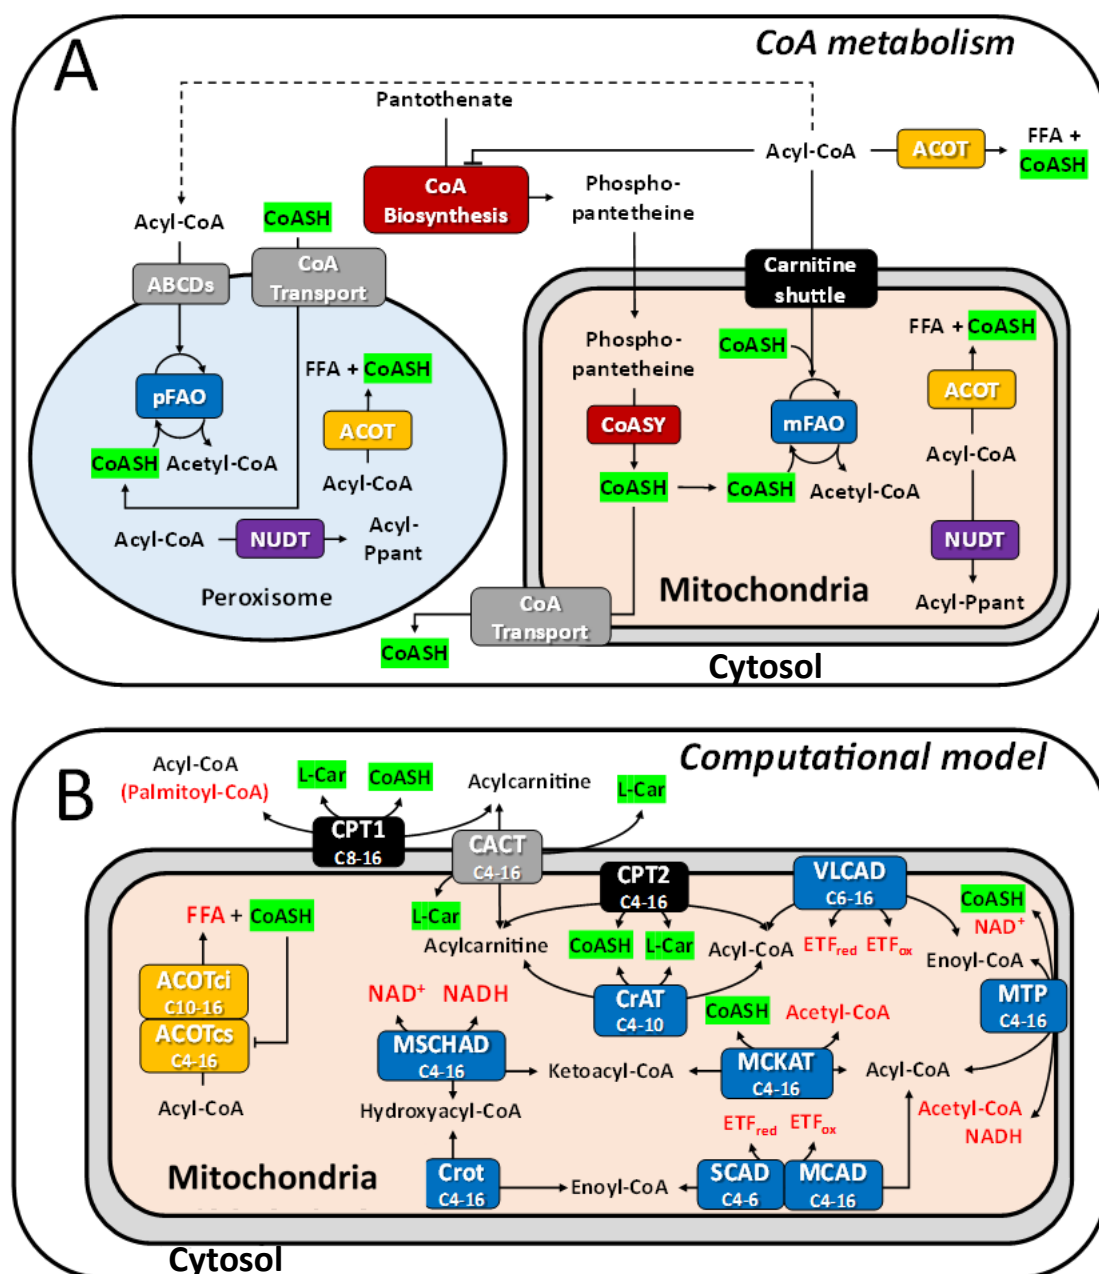 A
CoA metabolism
Pantothenate
Acyl-CoA
ACOT
FFA +
CoASH
CoA
Biosynthesis
Phospho-
pantetheine
Acyl-CoA
CoASH
ABCDs
CoA
Transport
Carnitine
shuttle
pFAO
FFA + CoASH
ACOT
CoASH
Acetyl-CoA
Acyl-CoA
Acyl-CoA
NUDT
Acyl-
Ppant
Peroxisome
Phospho-
pantetheine
CoASH
FFA + CoASH
CoASY
mFAO
ACOT
Acyl-CoA
CoASH
CoASH
Acetyl-CoA
NUDT
Mitochondria
Acyl-Ppant
CoA
Transport
CoASH
Cytosol
B
Computational model
Acyl-CoA
(Palmitoyl-CoA)
L-Car
CoASH
Acylcarnitine
L-Car
CPT1
C8-16
CACT
C4-16
CPT2
C4-16
VLCAD
C6-16
CoASH
NAD+
FFA + CoASH
L-Car
Acylcarnitine
CoASH
L-Car
Acyl-CoA
ETFred
ETFox
Enoyl-CoA
ACOTci
C10-16
ACOTcs
C4-16
Acyl-CoA
NAD+
NADH
CrAT
C4-10
CoASH
Acetyl-CoA
MTP
C4-16
MSCHAD
C4-16
Ketoacyl-CoA
MCKAT
C4-16
Acyl-CoA
Hydroxyacyl-CoA
ETFred
ETFox
Acetyl-CoA
NADH
Crot
C4-16
Enoyl-CoA
SCAD
C4-6
MCAD
C4-16
Mitochondria
Cytosol